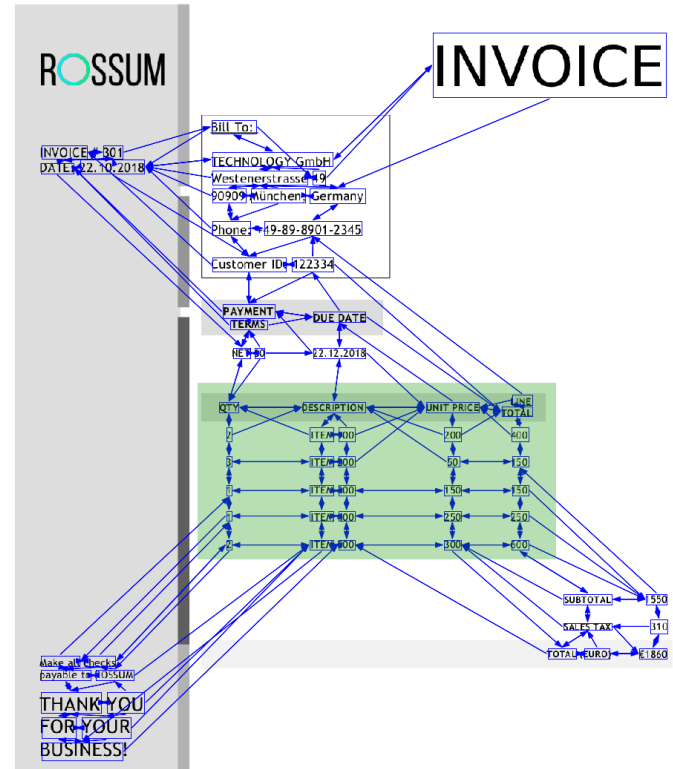 ROSSUM
INVOICE
Bill To:
INVOICE # 301
DATE: 22.10.2018
TECHNOLOGY GmbH
Westenerstrasse 49
90909 München, Germany
Phone: +49-89-8901-2345
Customer ID: 122334
PAYMENT TERMS
DUE DATE
NET 60
22.12.2018
QTY DESCRIPTION UNIT PRICE LINE TOTAL
2 ITEM 200 400
3 ITEM 50 150
1 ITEM 150 150
1 ITEM 250 250
2 ITEM 300 600
SUBTOTAL 1550
SALES TAX 310
TOTAL (EURO) €1860
Make all checks
payable to ROSSUM
THANK YOU
FOR YOUR
BUSINESS!